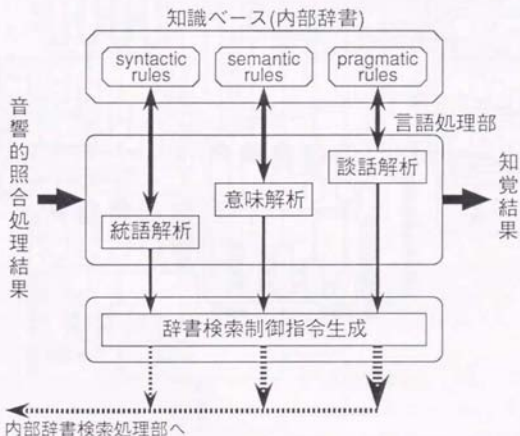 知識ベース(内部辞書)
syntactic
rules
semantic
rules
pragmatic
rules
音響的照合処理結果
言語処理部
談話解析
意味解析
統語解析
知覚結果
辞書検索制御指令生成
内部辞書検索処理部へ